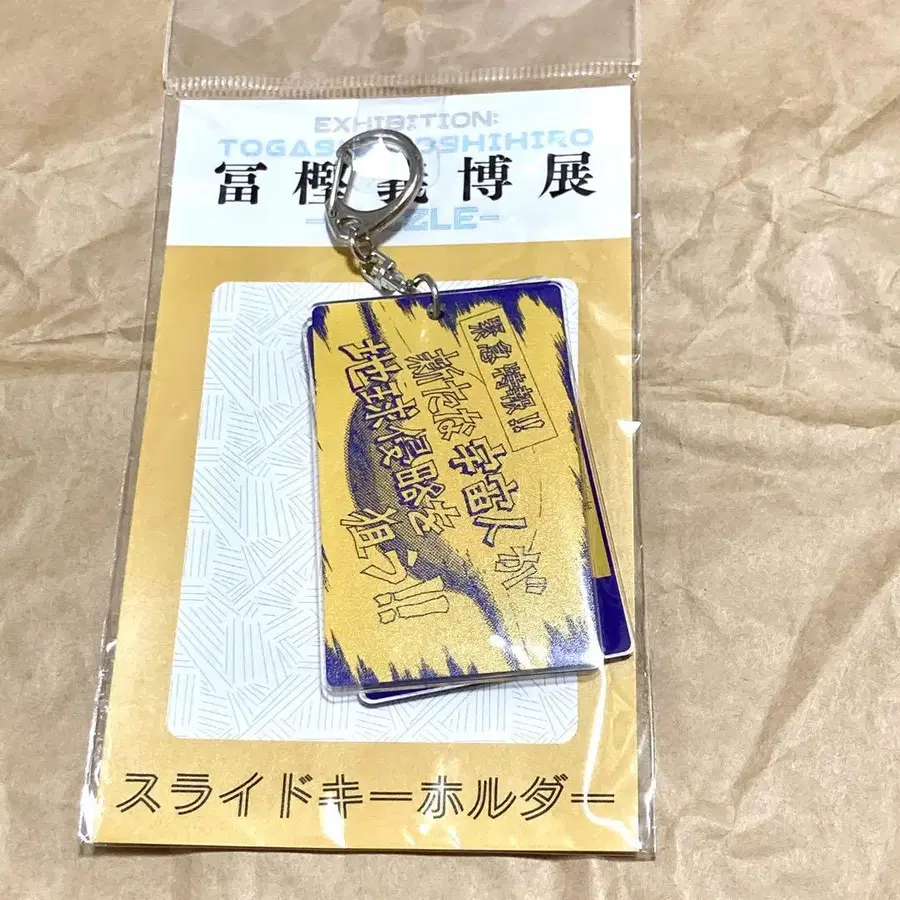 EXHIBITION:
TOGASHI YOSHIHIRO
冨樫義博展
-PUZZLE-
緊急特報!!
新たな宇宙人が
地球侵略を
狙う!!!
スライドキーホルダー